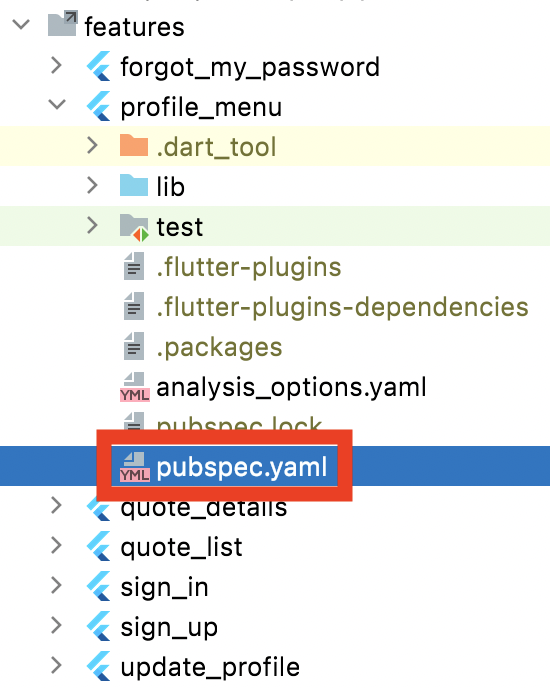 features
forgot_my_password
profile_menu
.dart_tool
lib
test
.flutter-plugins
.flutter-plugins-dependencies
.packages
YML analysis_options.yaml
pubspec.lock
YML pubspec.yaml
quote_details
quote_list
sign_in
sign_up
update_profile